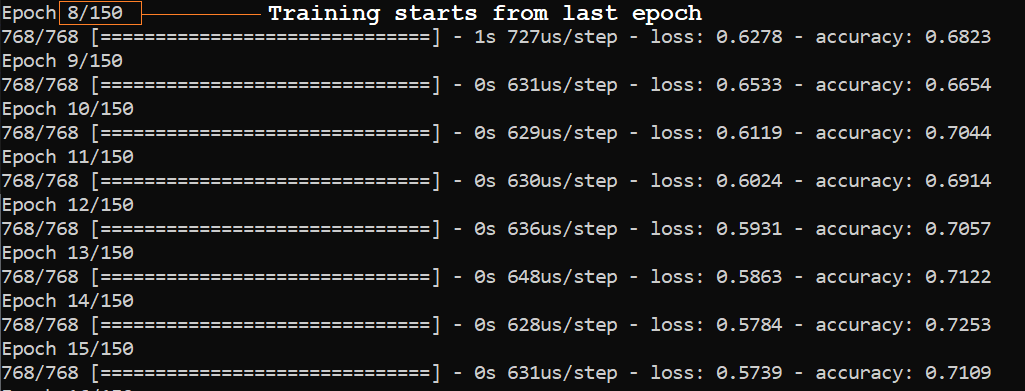 Epoch 8/150 Training starts from last epoch
768/768 [==============================] - 1s 727us/step - loss: 0.6278 - accuracy: 0.6823
Epoch 9/150
768/768 [==============================] - 0s 631us/step - loss: 0.6533 - accuracy: 0.6654
Epoch 10/150
768/768 [==============================] - 0s 629us/step - loss: 0.6119 - accuracy: 0.7044
Epoch 11/150
768/768 [==============================] - 0s 630us/step - loss: 0.6024 - accuracy: 0.6914
Epoch 12/150
768/768 [==============================] - 0s 636us/step - loss: 0.5931 - accuracy: 0.7057
Epoch 13/150
768/768 [==============================] - 0s 648us/step - loss: 0.5863 - accuracy: 0.7122
Epoch 14/150
768/768 [==============================] - 0s 628us/step - loss: 0.5784 - accuracy: 0.7253
Epoch 15/150
768/768 [==============================] - 0s 631us/step - loss: 0.5739 - accuracy: 0.7109